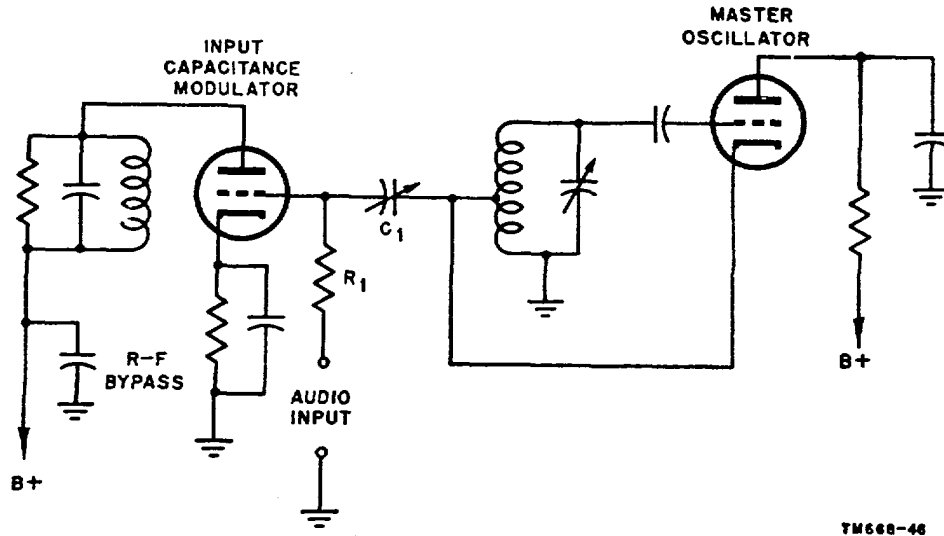 MASTER
OSCILLATOR
INPUT
CAPACITANCE
MODULATOR
C1
R1
R-F
BYPASS
AUDIO
INPUT
B+
B+
TM668-46